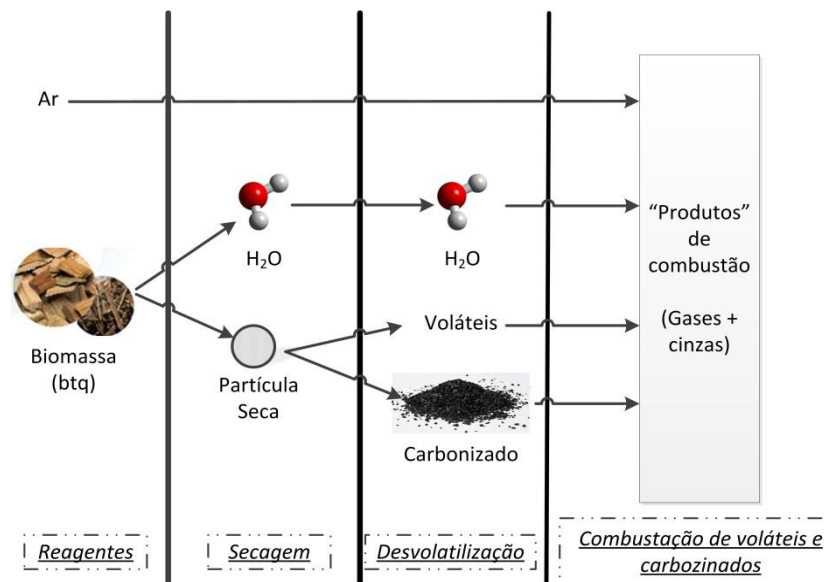 Ar
H₂O
H₂O
Biomassa
(btq)
Partícula
Seca
Voláteis
Carbonizado
“Produtos”
de
combustão
(Gases +
cinzas)
Reagentes
Secagem
Desvolatilização
Combustação de voláteis e
carbozinados